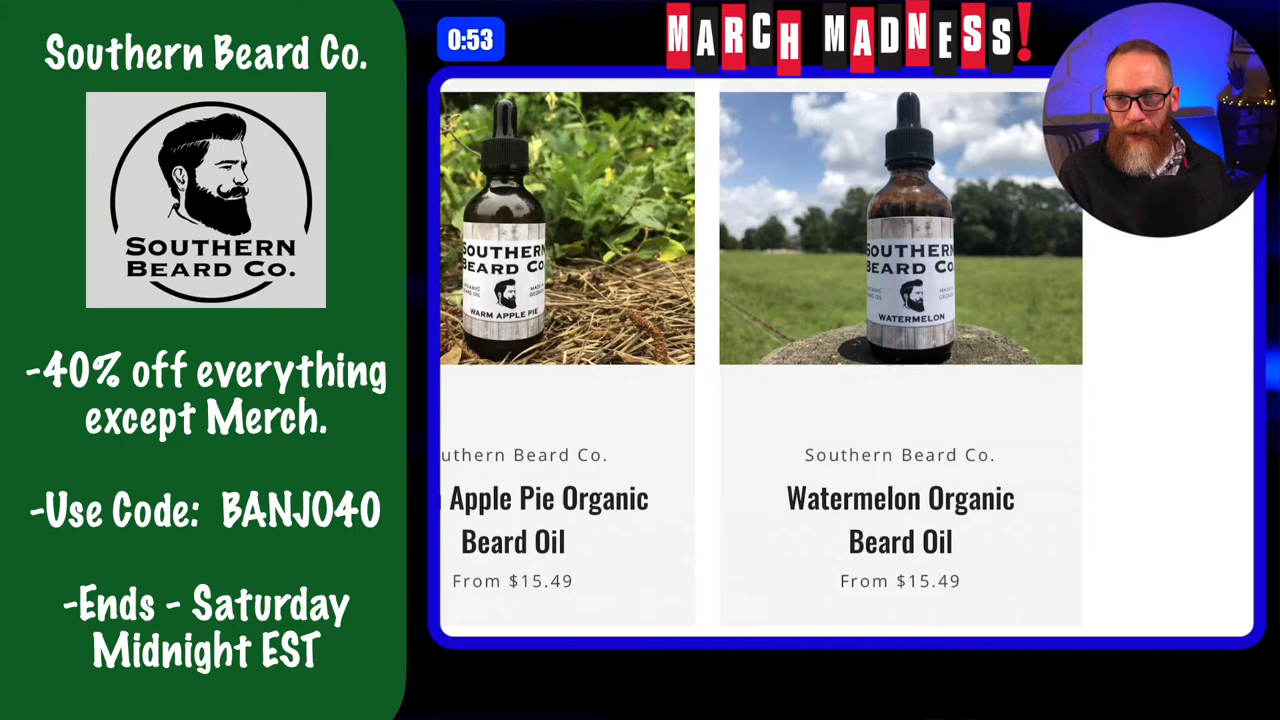 Southern Beard Co.
SOUTHERN
BEARD CO.
-40% off everything
except Merch.
-Use Code: BANJO40
-Ends - Saturday
Midnight EST
0:53
MARCH MADNESS!
SOUTHERN
BEARD CO
WARM APPLE PIE
uthern Beard Co.
Apple Pie Organic
Beard Oil
From $15.49
SOUTHERN
BEARD CO.
WATERMELON
Southern Beard Co.
Watermelon Organic
Beard Oil
From $15.49